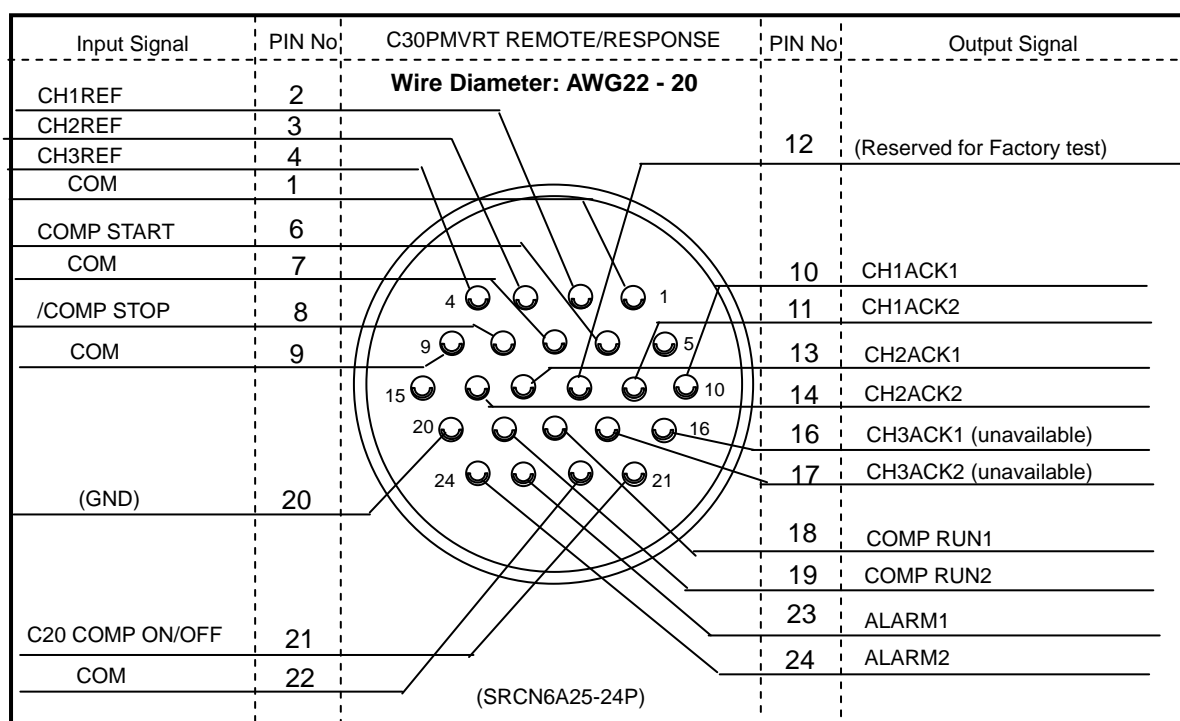 Input Signal PIN No C30PMVRT REMOTE/RESPONSE PIN No Output Signal
Wire Diameter: AWG22 - 20
CH1REF 2
CH2REF 3
12 (Reserved for Factory test)
CH3REF 4
COM 1
COMP START 6
COM 7
10 CH1ACK1
4 1
/COMP STOP 8
11 CH1ACK2
COM 9
9 5
13 CH2ACK1
15 10
14 CH2ACK2
20 16
16 CH3ACK1 (unavailable)
17 CH3ACK2 (unavailable)
24 21
(GND) 20
18 COMP RUN1
19 COMP RUN2
23 ALARM1
C20 COMP ON/OFF 21
24 ALARM2
COM 22
(SRCN6A25-24P)